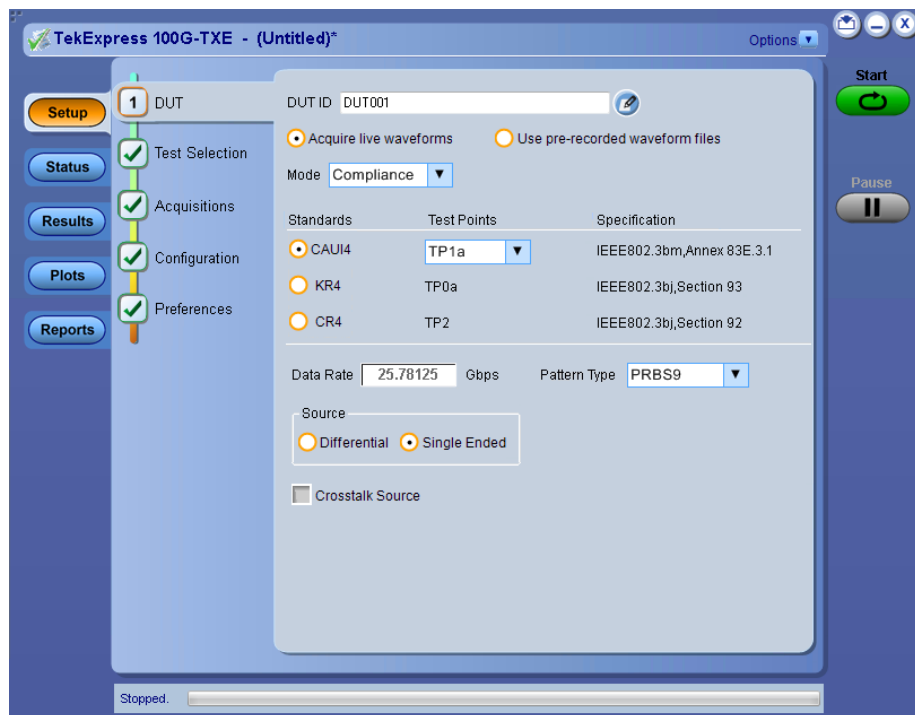 TekExpress 100G-TXE - (Untitled)*
Options
Start
Pause
Setup
Status
Results
Plots
Reports
1 DUT
Test Selection
Acquisitions
Configuration
Preferences
DUT ID DUT001
Acquire live waveforms Use pre-recorded waveform files
Mode Compliance
Standards Test Points Specification
CAUI4 TP1a IEEE802.3bm,Annex 83E.3.1
KR4 TP0a IEEE802.3bj,Section 93
CR4 TP2 IEEE802.3bj,Section 92
Data Rate 25.78125 Gbps Pattern Type PRBS9
Source
Differential Single Ended
Crosstalk Source
Stopped.